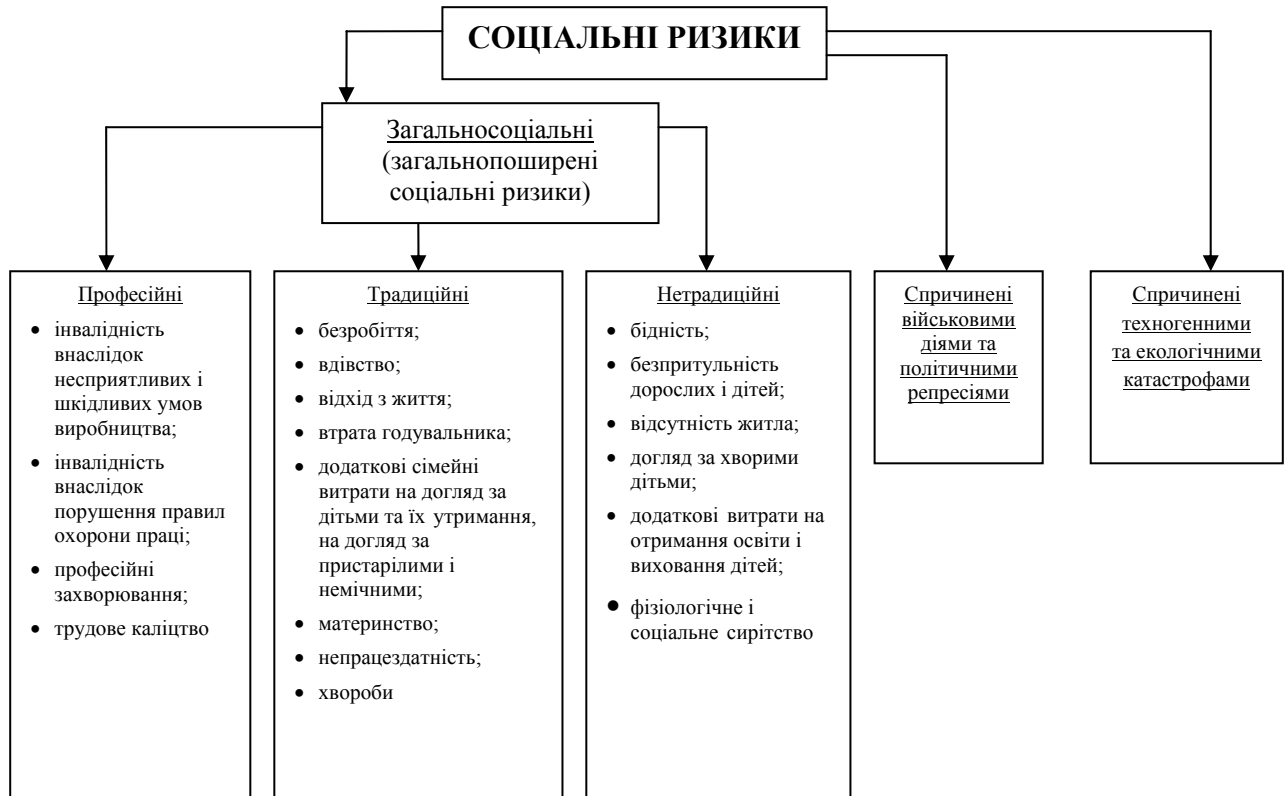 СОЦІАЛЬНІ РИЗИКИ
Загальносоціальні
(загальнопоширені
соціальні ризики)
Професійні
• інвалідність
внаслідок
несприятливих і
шкідливих умов
виробництва;
• інвалідність
внаслідок
порушення правил
охорони праці;
• професійні
захворювання;
• трудове каліцтво
Традиційні
• безробіття;
• вдівство;
• відхід з життя;
• втрата годувальника;
• додаткові сімейні
витрати на догляд за
дітьми та їх утримання,
на догляд за
пристарілими і
немічними;
• материнство;
• непрацездатність;
• хвороби
Нетрадиційні
• бідність;
• безпритульність
дорослих і дітей;
• відсутність житла;
• догляд за хворими
дітьми;
• додаткові витрати на
отримання освіти і
виховання дітей;
• фізіологічне і
соціальне сирітство
Спричинені
військовими
діями та
політичними
репресіями
Спричинені
техногенними
та екологічними
катастрофами